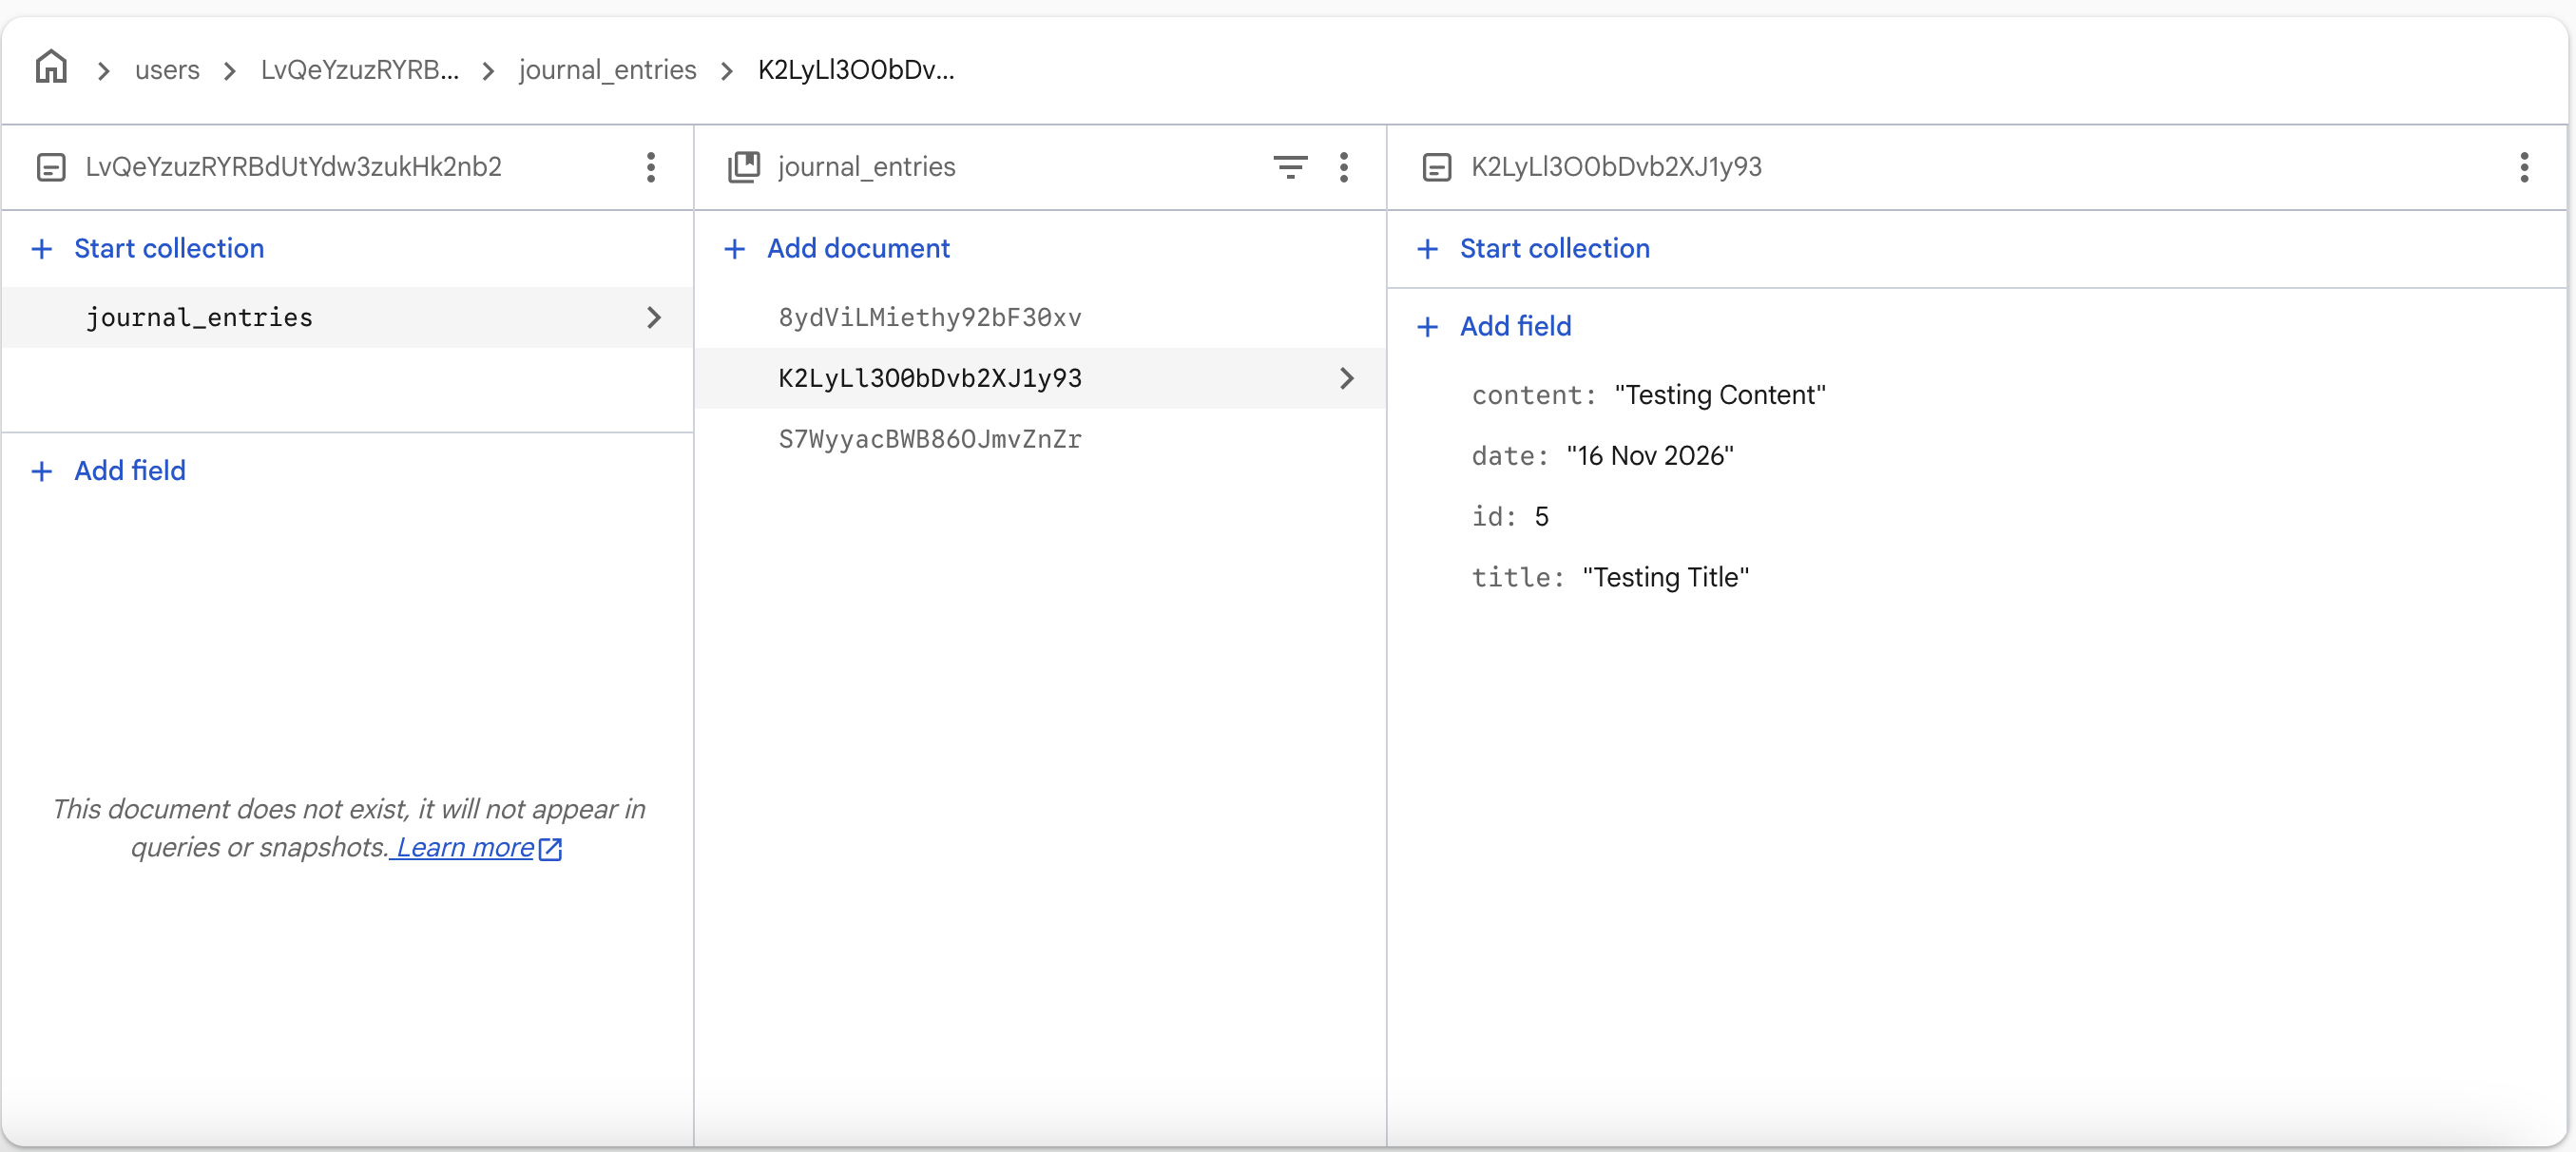 users
LvQeYzuzRYRB...
journal_entries
K2LyLl3O0bDv...
LvQeYzuzRYRBdUtYdw3zukHk2nb2
Start collection
journal_entries
Add field
This document does not exist, it will not appear in
queries or snapshots. Learn more
journal_entries
Add document
8ydViLMiethy92bF30xv
K2LyLl3O0bDvb2XJ1y93
S7WyyacBWB86OJmvZnZr
K2LyLl3O0bDvb2XJ1y93
Start collection
Add field
content: "Testing Content"
date: "16 Nov 2026"
id: 5
title: "Testing Title"